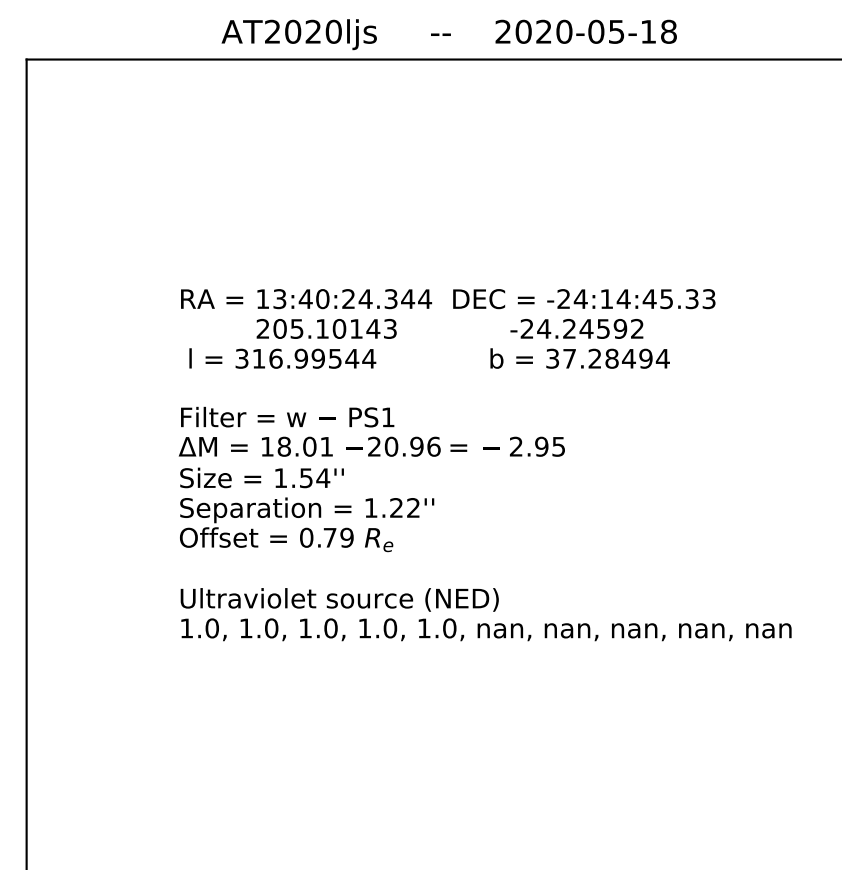 AT2020ljs -- 2020-05-18
RA = 13:40:24.344 DEC = -24:14:45.33
205.10143 -24.24592
l = 316.99544 b = 37.28494
Filter = w − PS1
ΔM = 18.01 −20.96 = − 2.95
Size = 1.54''
Separation = 1.22''
Offset = 0.79 Re
Ultraviolet source (NED)
1.0, 1.0, 1.0, 1.0, 1.0, nan, nan, nan, nan, nan